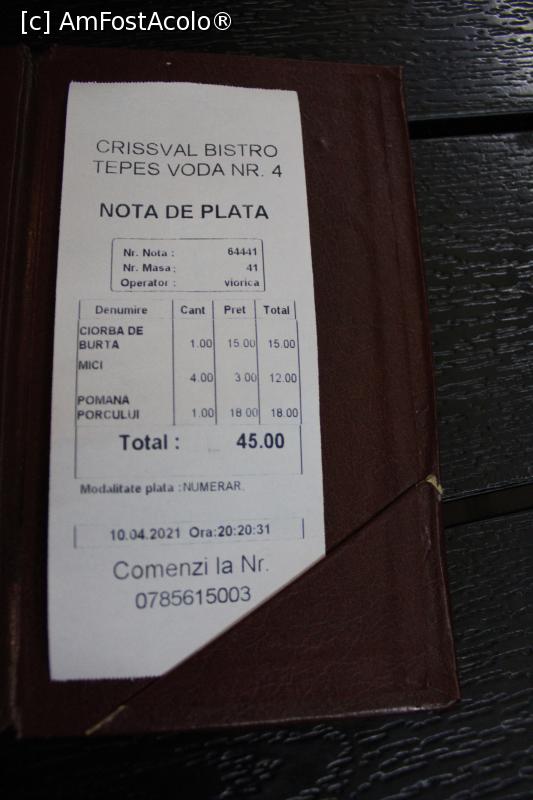 [c] AmFostAcolo®
CRISSVAL BISTRO
TEPES VODA NR. 4
NOTA DE PLATA
Nr. Nota : 64441
Nr. Masa : 41
Operator : viorica
Denumire Cant Pret Total
CIORBA DE
BURTA 1.00 15.00 15.00
MICI
4.00 3.00 12.00
POMANA
PORCULUI 1.00 18.00 18.00
Total : 45.00
Modalitate plata : NUMERAR
10.04.2021 Ora:20:20:31
Comenzi la Nr.
0785615003